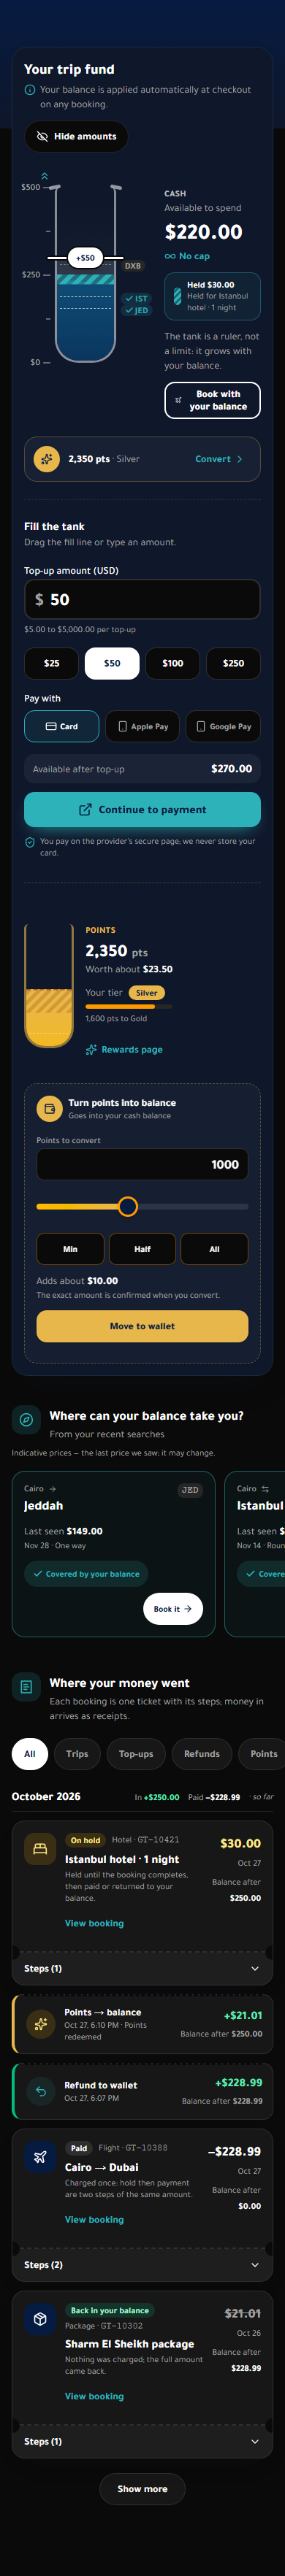 Your trip fund
Your balance is applied automatically at checkout
on any booking.
Hide amounts
$500
$250
$0
+$50
DXB
IST
JED
CASH
Available to spend
$220.00
No cap
Held $30.00
Held for Istanbul
hotel · 1 night
The tank is a ruler, not
a limit: it grows with
your balance.
Book with
your balance
2,350 pts · Silver
Convert
Fill the tank
Drag the fill line or type an amount.
Top-up amount (USD)
$ 50
$5.00 to $5,000.00 per top-up
$25
$50
$100
$250
Pay with
Card
Apple Pay
Google Pay
Available after top-up
$270.00
Continue to payment
You pay on the provider's secure page; we never store your
card.
POINTS
2,350 pts
Worth about $23.50
Your tier Silver
1,600 pts to Gold
Rewards page
Turn points into balance
Goes into your cash balance
Points to convert
1000
Min
Half
All
Adds about $10.00
The exact amount is confirmed when you convert.
Move to wallet
Where can your balance take you?
From your recent searches
Indicative prices — the last price we saw; it may change.
Cairo →
JED
Jeddah
Last seen $149.00
Nov 28 · One way
Covered by your balance
Book it →
Cairo ⇆
Istanbul
Last seen $
Nov 14 · Roun
Covere
Where your money went
Each booking is one ticket with its steps; money in
arrives as receipts.
All
Trips
Top-ups
Refunds
Points
October 2026
In +$250.00 Paid −$228.99 · so far
On hold Hotel · GT-10421
$30.00
Istanbul hotel · 1 night
Oct 27
Held until the booking completes,
then paid or returned to your
balance.
Balance after
$250.00
View booking
Steps (1)
Points → balance
Oct 27, 6:10 PM · Points
redeemed
+$21.01
Balance after $250.00
Refund to wallet
Oct 27, 6:07 PM
+$228.99
Balance after $228.99
Paid Flight · GT-10388
−$228.99
Cairo → Dubai
Oct 27
Charged once: hold then payment
are two steps of the same amount.
Balance after
$0.00
View booking
Steps (2)
Back in your balance
$21.01
Package · GT-10302
Oct 26
Sharm El Sheikh package
Nothing was charged; the full amount
came back.
Balance after
$228.99
View booking
Steps (1)
Show more